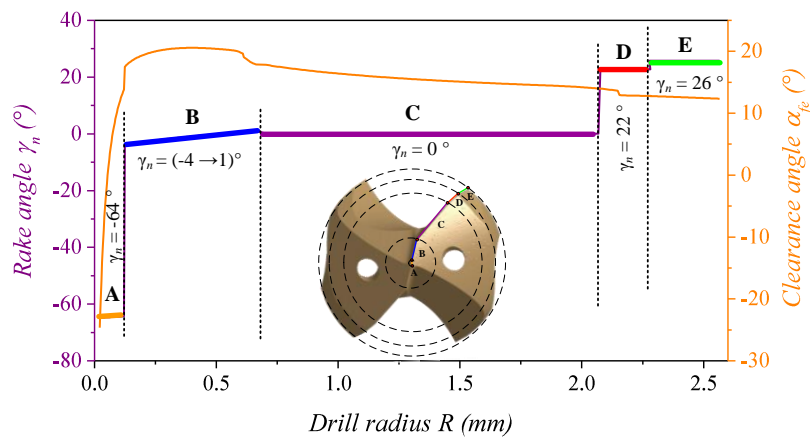 40
20
0
-20
-40
-60
-80
Rake angle γn (°)
A
γn = -64 °
B
γn = (-4 →1)°
C
γn = 0 °
D
γn = 22 °
E
γn = 26 °
A
B
C
D
E
20
15
10
5
0
-5
-10
-15
-20
-25
-30
Clearance angle αfe (°)
0.0
0.5
1.0
1.5
2.0
2.5
Drill radius R (mm)